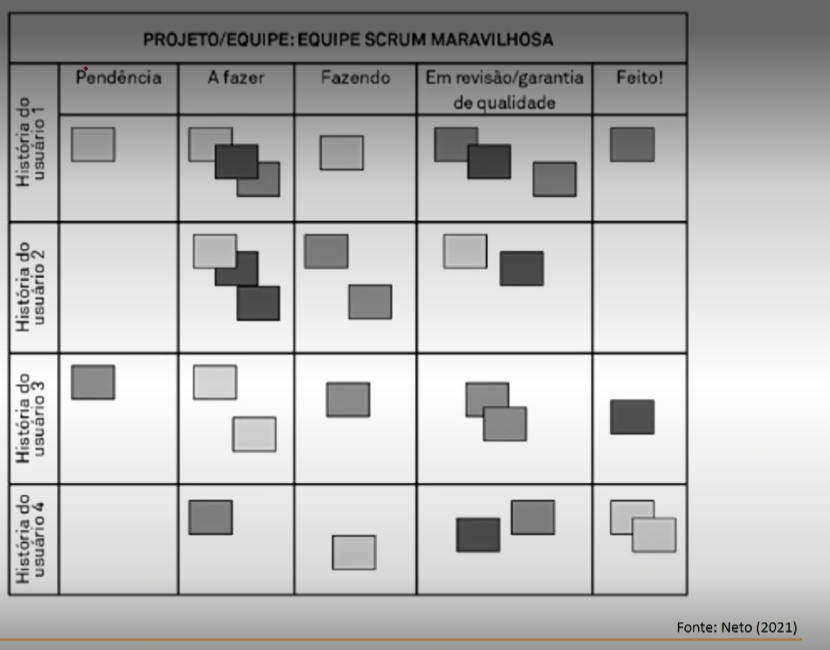 PROJETO/EQUIPE: EQUIPE SCRUM MARAVILHOSA
Pendência
A fazer
Fazendo
Em revisão/garantia
de qualidade
Feito!
História do
usuário 1
História do
usuário 2
História do
usuário 3
História do
usuário 4
Fonte: Neto (2021)